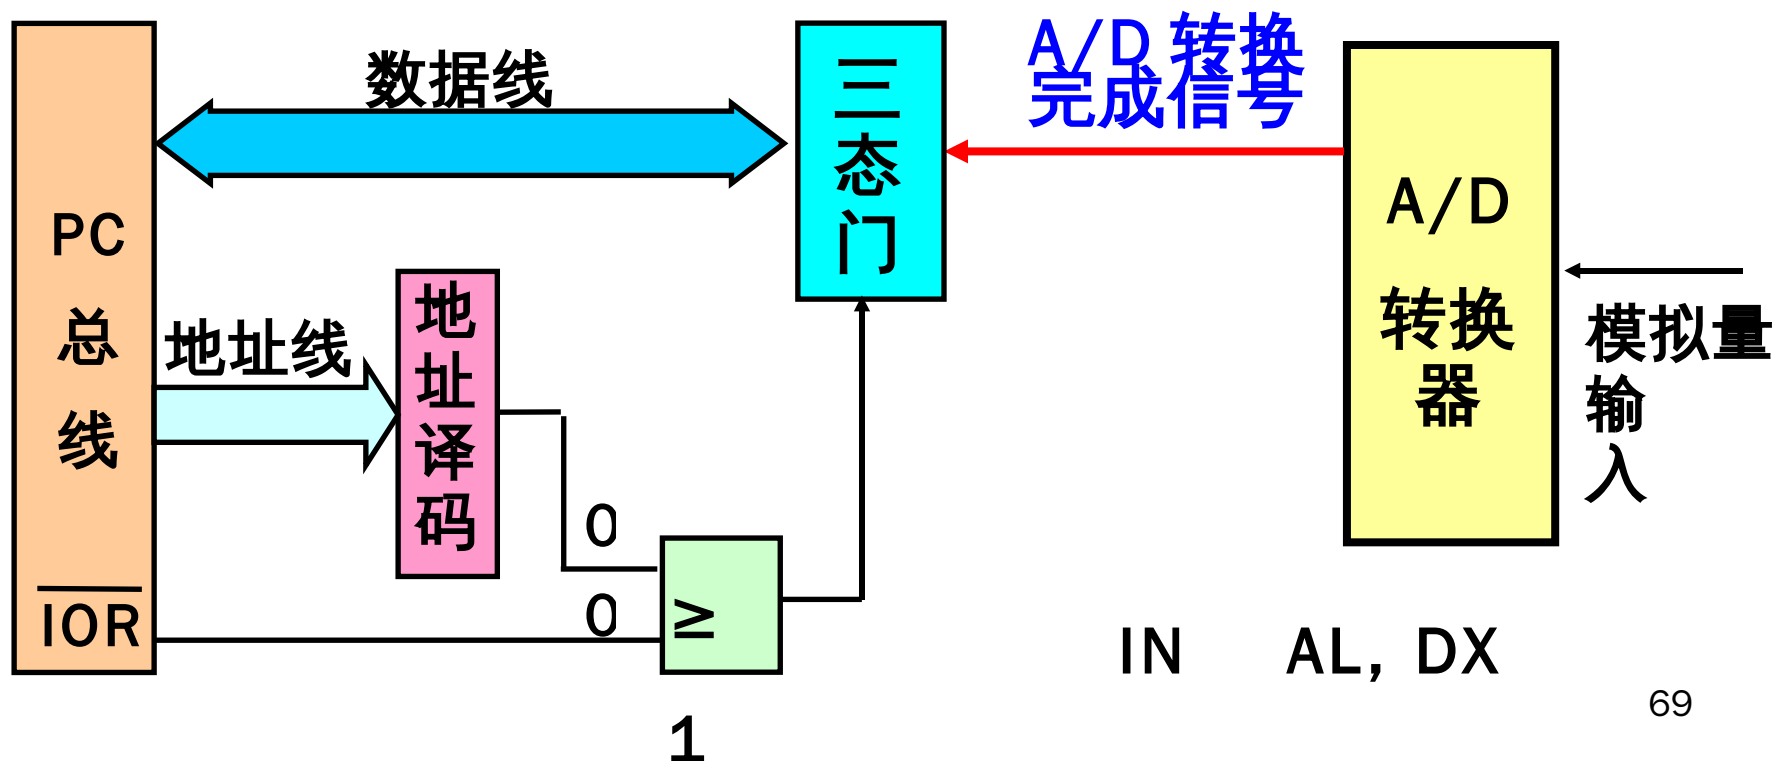 数据线
A/D 转换
完成信号
三
态
门
PC
总
线
IOR
地址线
地
址
译
码
0
0
≥
1
A/D
转换
器
模拟量
输
入
IN AL, DX
69